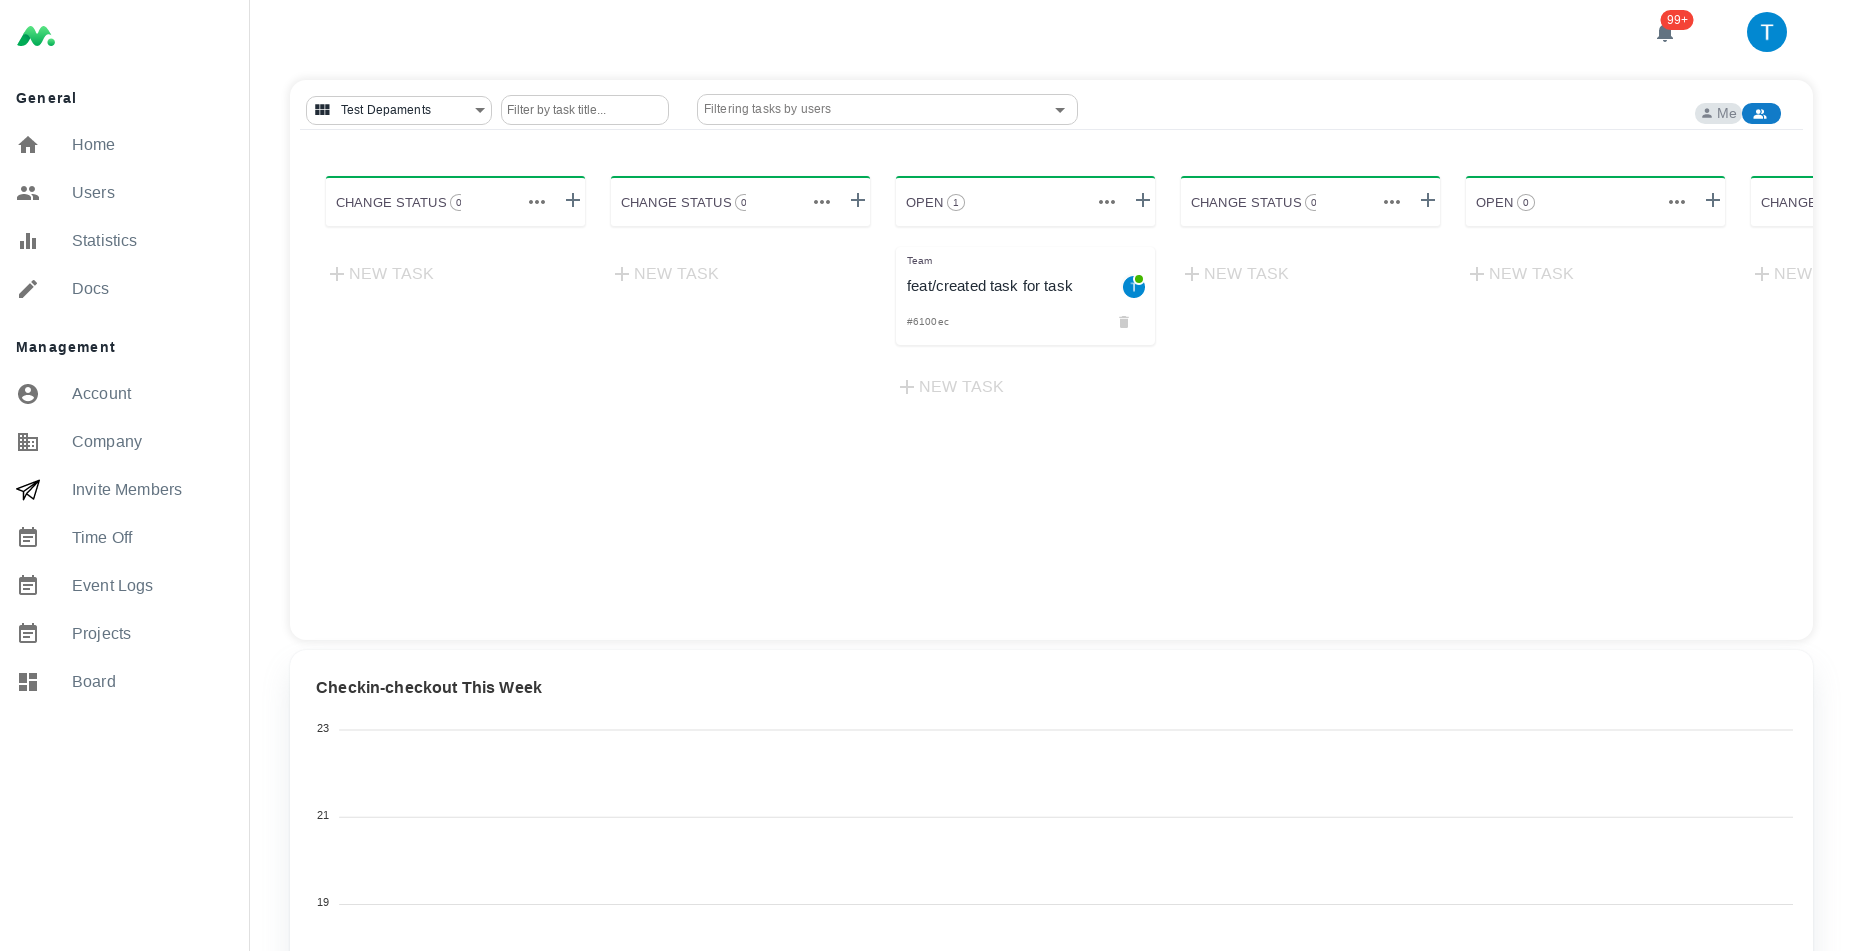 99+
T
General
Home
Users
Statistics
Docs
Management
Account
Company
Invite Members
Time Off
Event Logs
Projects
Board
Test Depaments
Filter by task title...
Filtering tasks by users
Me
CHANGE STATUS 0
CHANGE STATUS 0
OPEN 1
CHANGE STATUS 0
OPEN 0
CHANGE
NEW TASK
NEW TASK
Team
feat/created task for task
T
#6100ec
NEW TASK
NEW TASK
NEW TASK
NEW
Checkin-checkout This Week
23
21
19